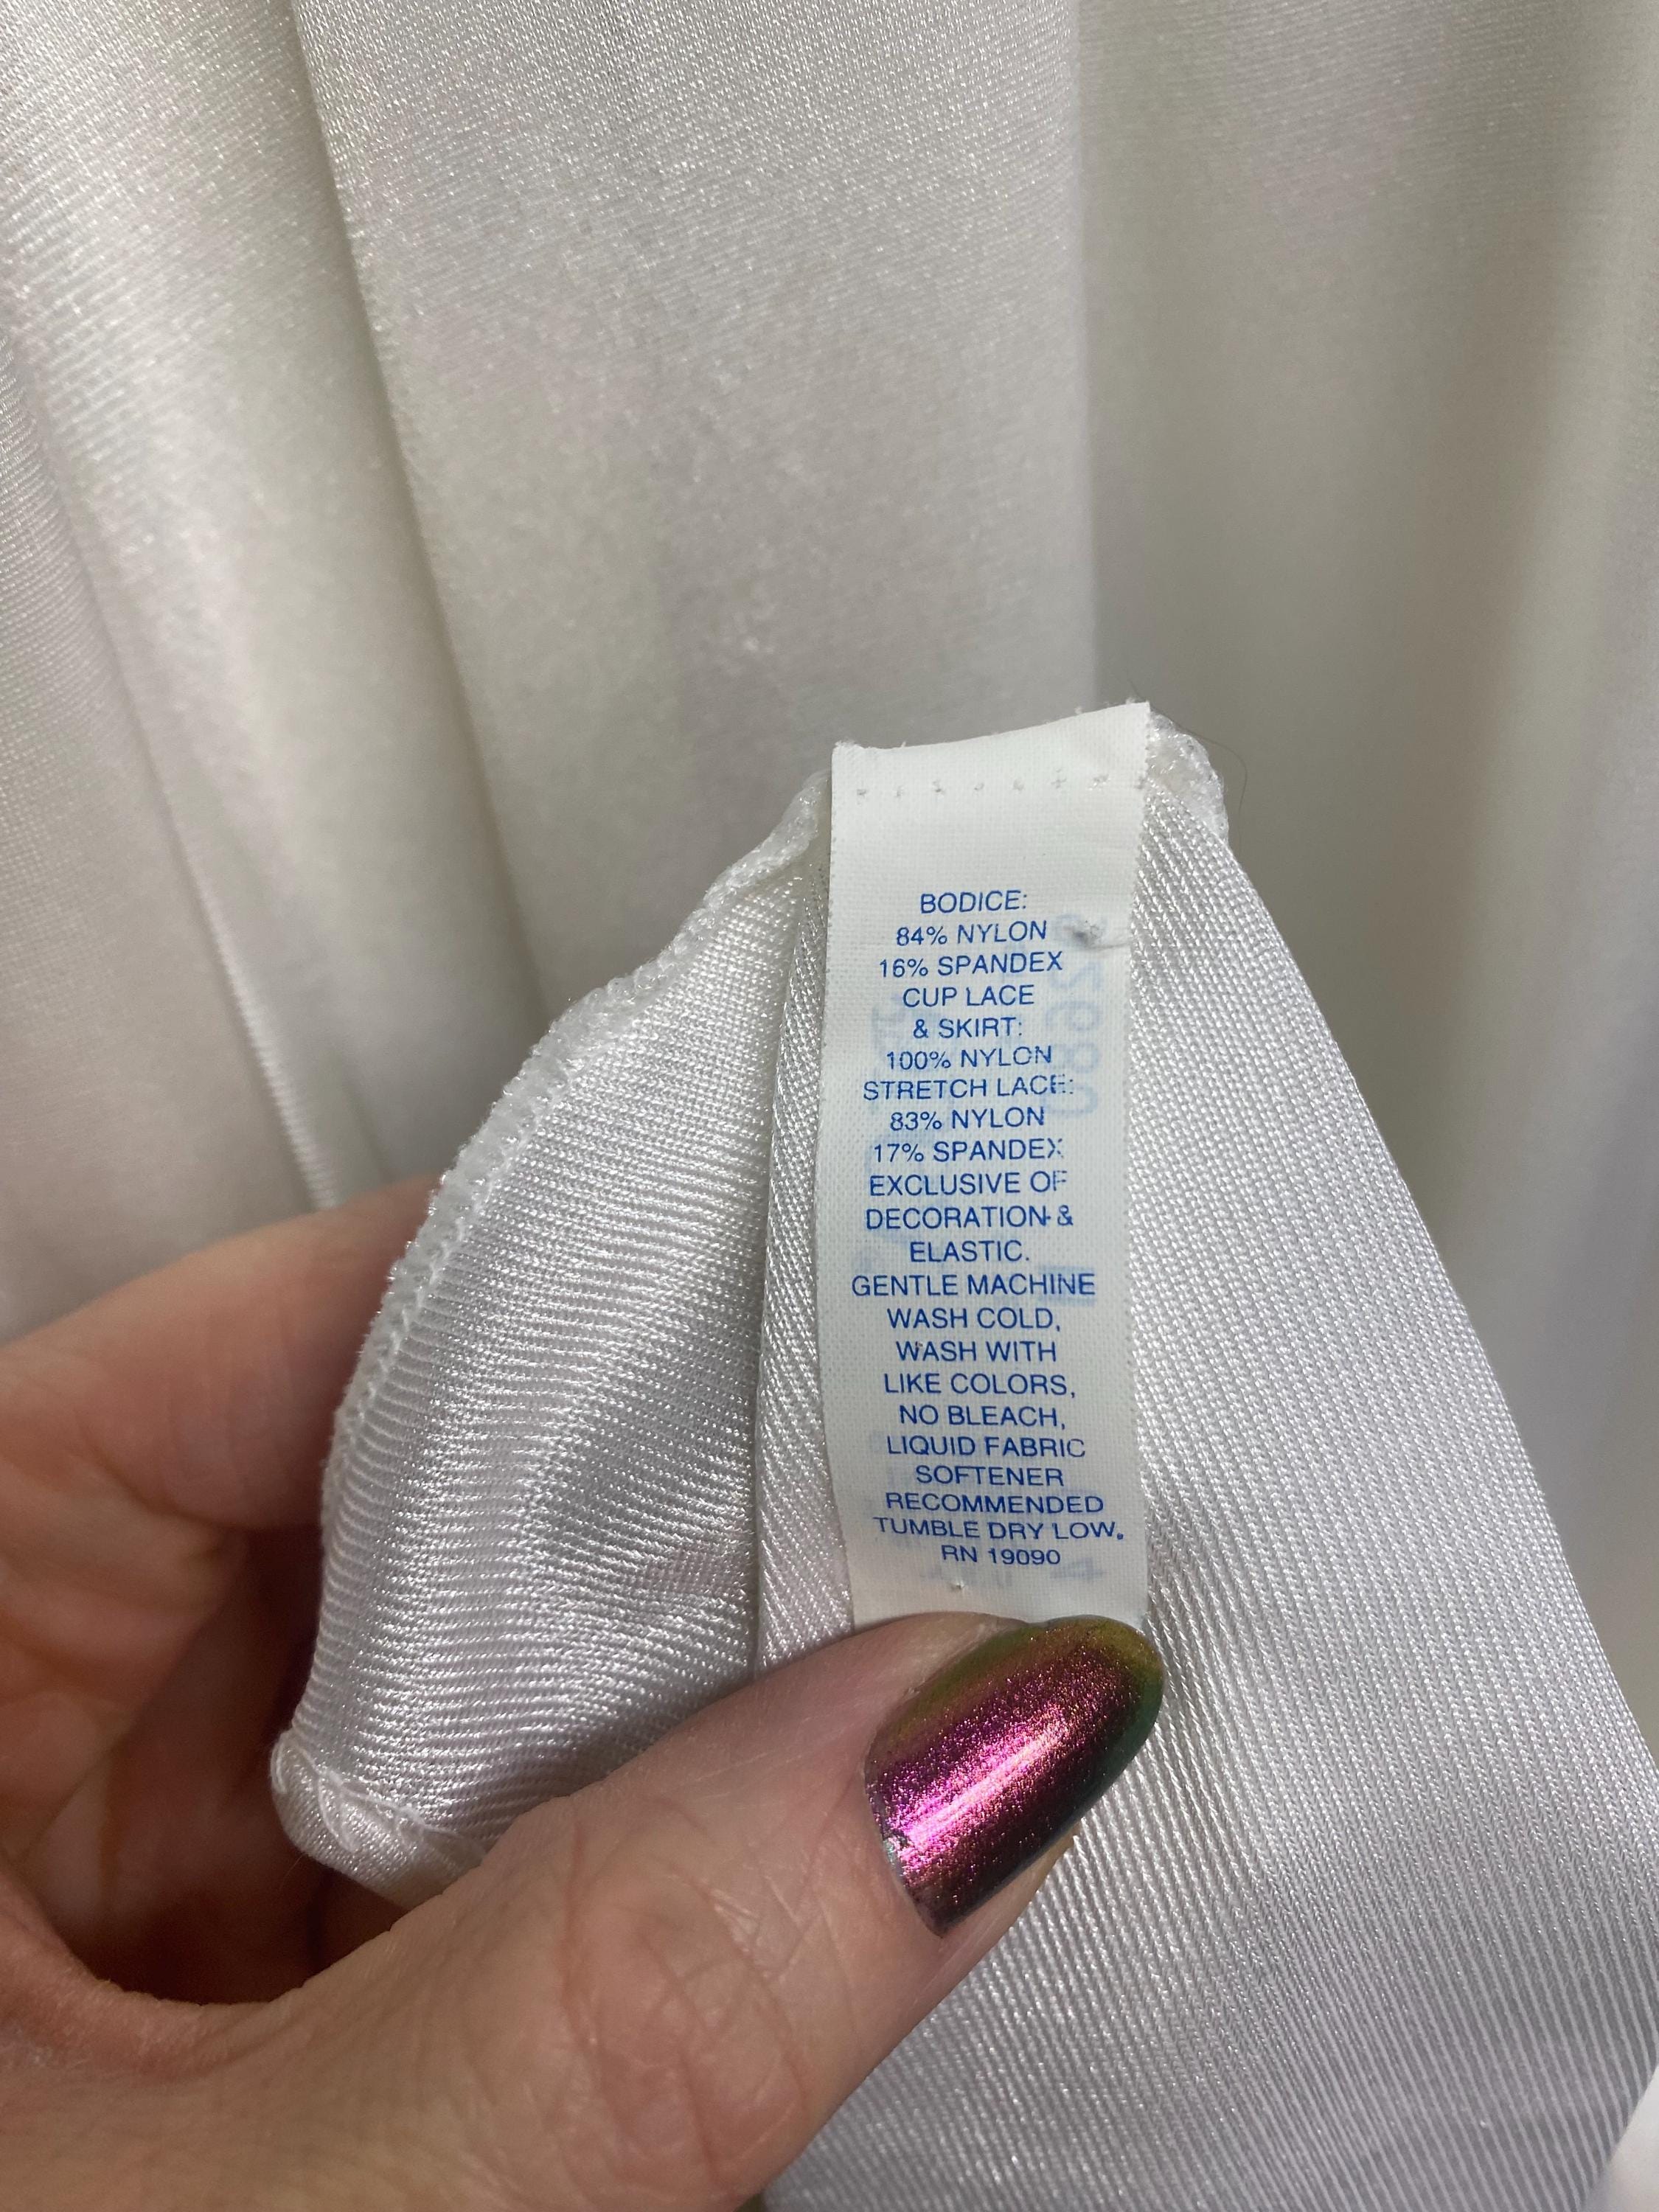 BODICE:
84% NYLON
16% SPANDEX
CUP LACE
& SKIRT:
100% NYLON
STRETCH LACE:
83% NYLON
17% SPANDEX
EXCLUSIVE OF
DECORATION &
ELASTIC.
GENTLE MACHINE
WASH COLD,
WASH WITH
LIKE COLORS,
NO BLEACH,
LIQUID FABRIC
SOFTENER
RECOMMENDED
TUMBLE DRY LOW.
RN 19090